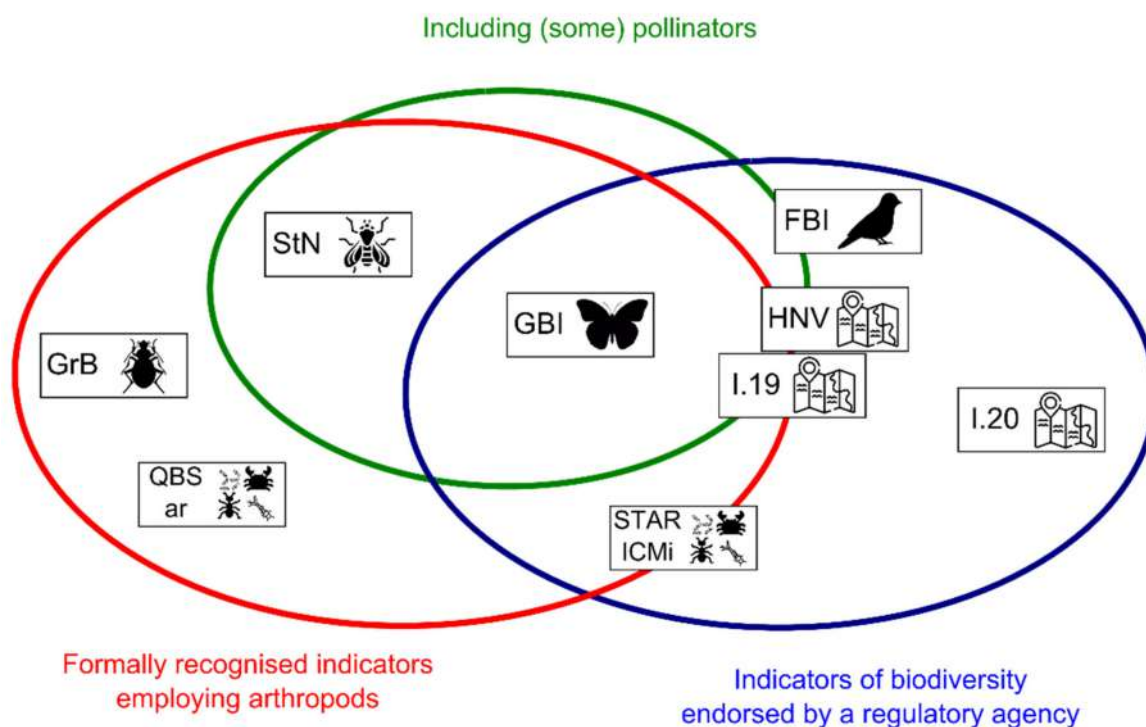 Including (some) pollinators
FBI
StN
HNV
GBI
GrB
I.19
I.20
QBS
ar
STAR
ICMi
Formally recognised indicators
employing arthropods
Indicators of biodiversity
endorsed by a regulatory agency